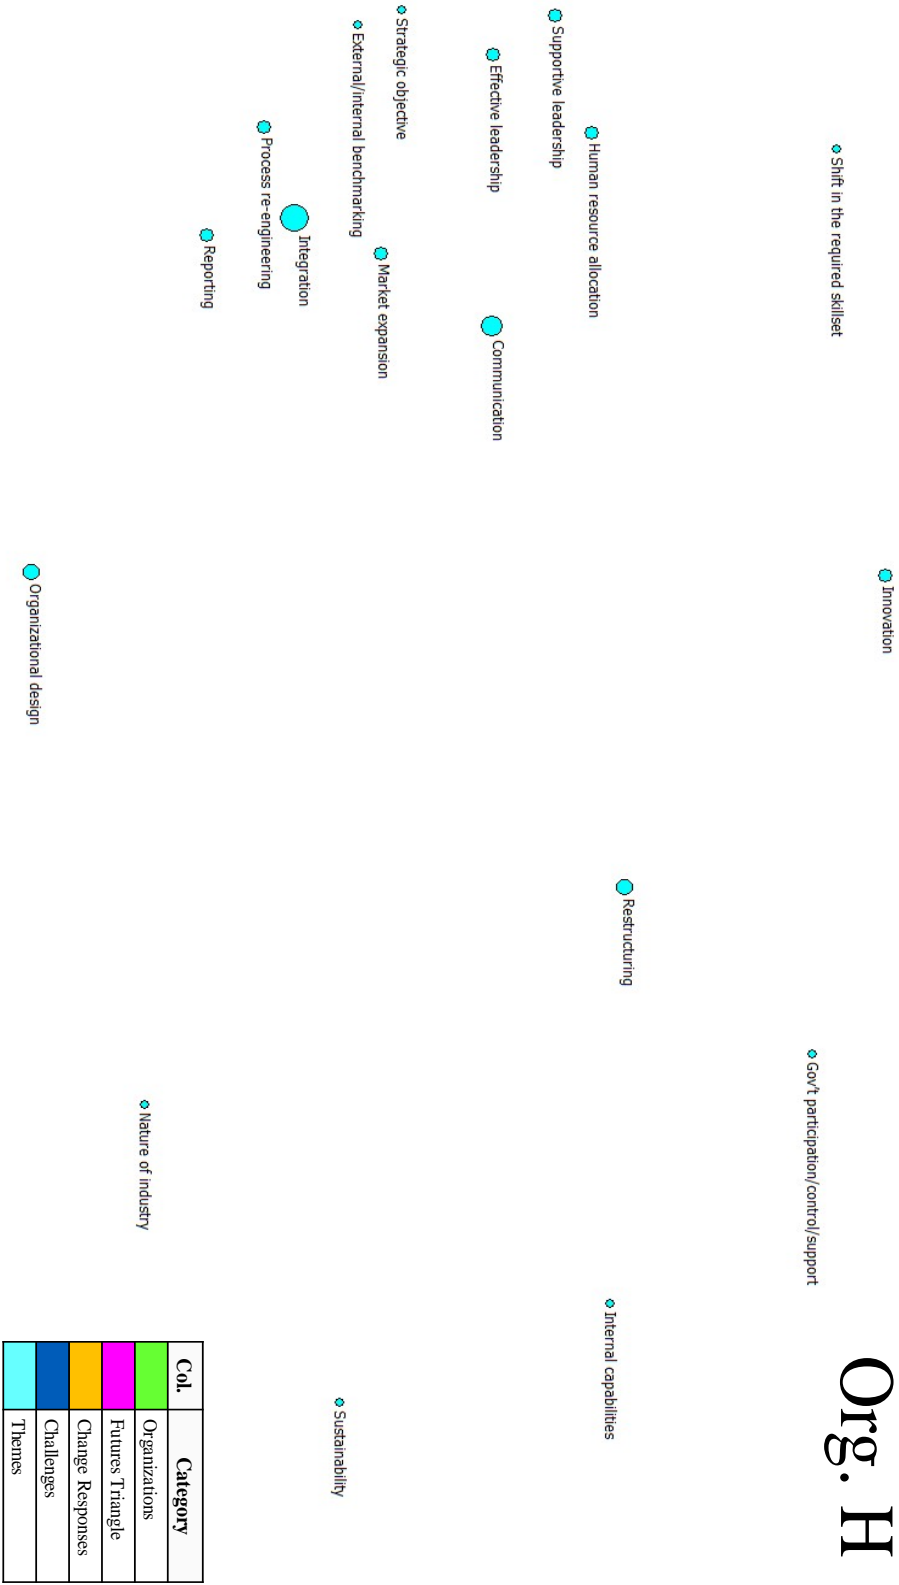 Org. H
Innovation
Shift in the required skillset
Gov't participation/control/support
Restructuring
Internal capabilities
Human resource allocation
Supportive leadership
Effective leadership
Communication
Strategic objective
Market expansion
External/internal benchmarking
Sustainability
Integration
Process re-engineering
Reporting
Nature of industry
Organizational design
Col. Category
Organizations
Futures Triangle
Change Responses
Challenges
Themes